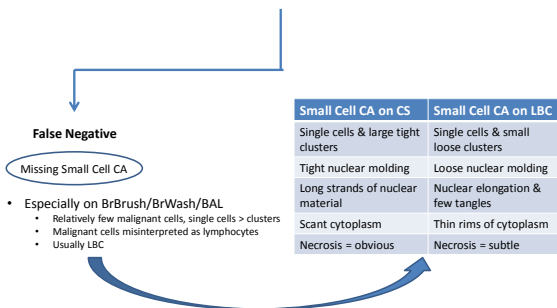 False Negative
Missing Small Cell CA
• Especially on BrBrush/BrWash/BAL
• Relatively few malignant cells, single cells > clusters
• Malignant cells misinterpreted as lymphocytes
• Usually LBC
Small Cell CA on CS Small Cell CA on LBC
Single cells & large tight clusters Single cells & small loose clusters
Tight nuclear molding Loose nuclear molding
Long strands of nuclear material Nuclear elongation & few tangles
Scant cytoplasm Thin rims of cytoplasm
Necrosis = obvious Necrosis = subtle